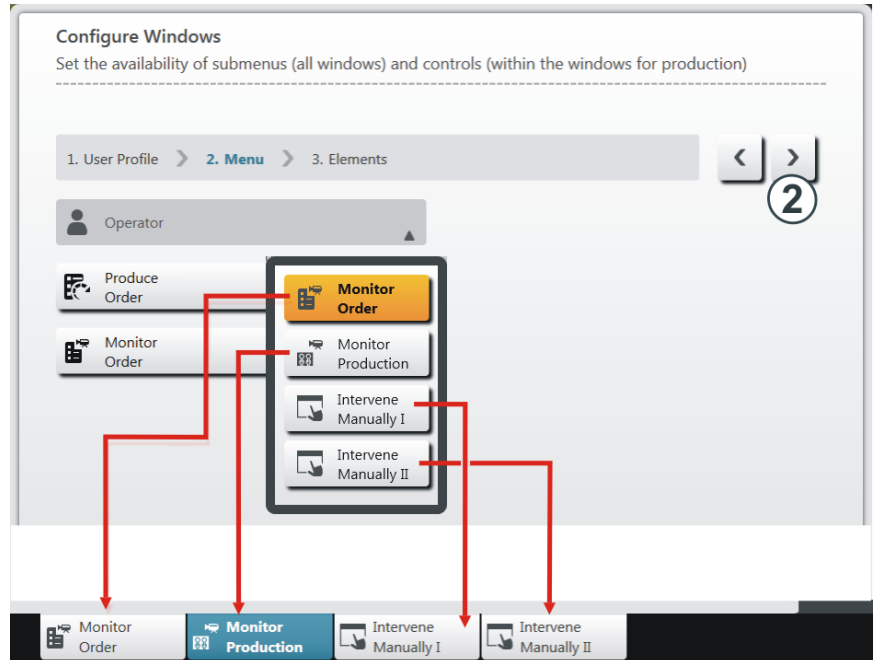 Configure Windows
Set the availability of submenus (all windows) and controls (within the windows for production)
1. User Profile
2. Menu
3. Elements
2
Operator
Produce
Order
Monitor
Order
Monitor
Order
Monitor
Production
Intervene
Manually I
Intervene
Manually II
Monitor
Order
Monitor
Production
Intervene
Manually I
Intervene
Manually II